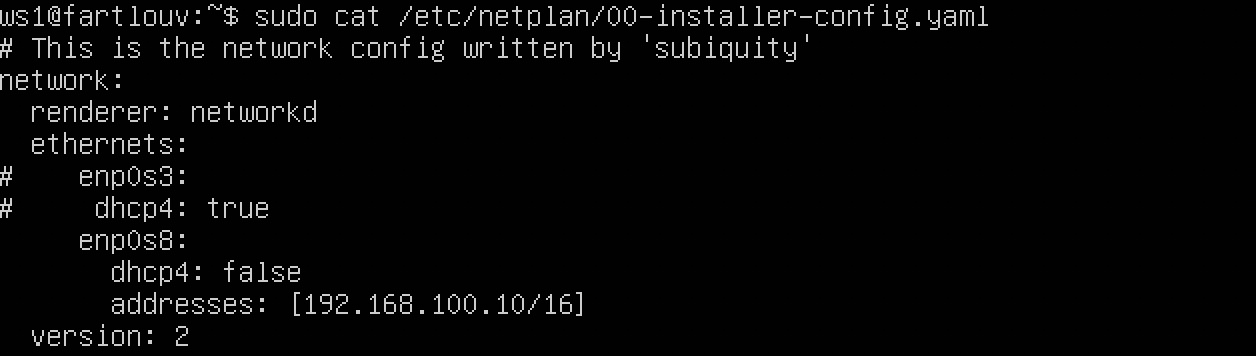 ws1@fartlouv:~$ sudo cat /etc/netplan/00-installer-config.yaml
# This is the network config written by 'subiquity'
network:
  renderer: networkd
  ethernets:
#    enp0s3:
#     dhcp4: true
     enp0s8:
       dhcp4: false
       addresses: [192.168.100.10/16]
  version: 2